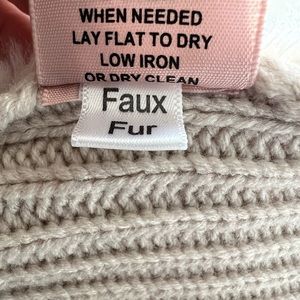 WHEN NEEDED
LAY FLAT TO DRY
LOW IRON
OR DRY CLEAN
Faux
Fur